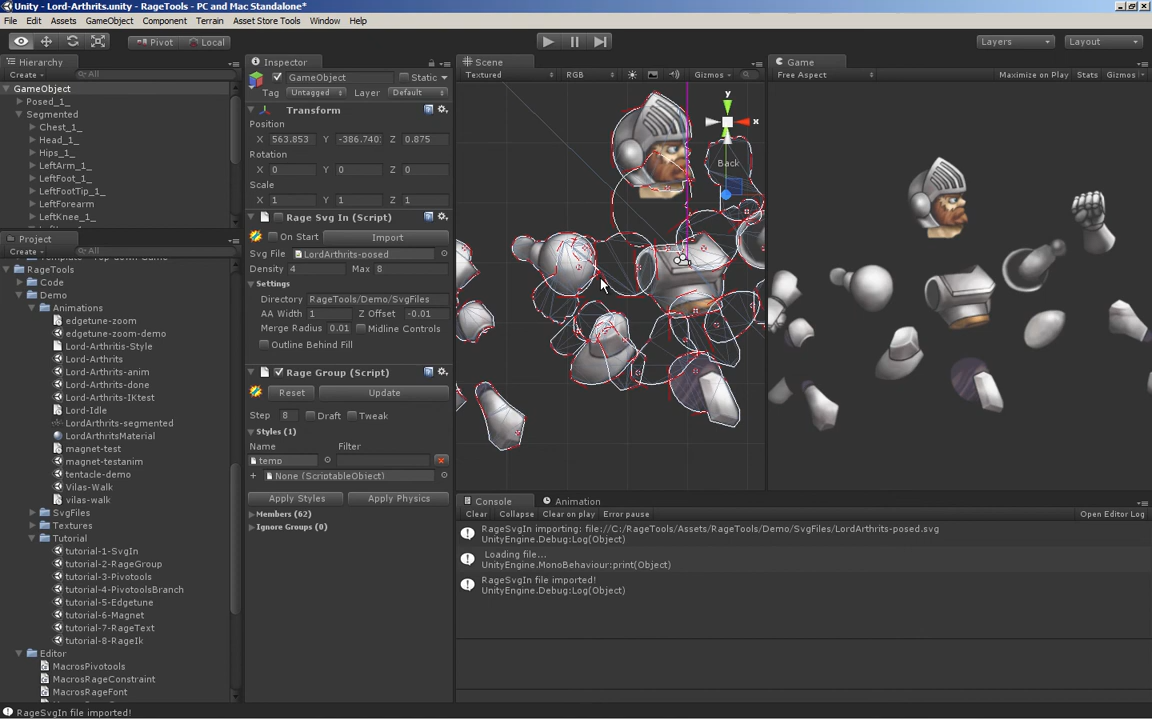 Unity - Lord-Arthrits.unity - RageTools - PC and Mac Standalone*
File Edit Assets GameObject Component Terrain Asset Store Tools Window Help
Pivot Local Layers Layout
Hierarchy
Create All
GameObject
Posed_1_
Segmented
Chest_1_
Head_1_
Hips_1_
LeftArm_1_
LeftFoot_1_
LeftFootTip_1_
LeftForearm
LeftKnee_1_
Project
Create All
RageTools
Code
Demo
Animations
edgetune-zoom
edgetune-zoom-demo
Lord-Arthritis-Style
Lord-Arthrits
Lord-Arthrits-anim
Lord-Arthrits-done
Lord-Arthrits-IKtest
Lord-Idle
LordArthrits-segmented
LordArthritsMaterial
magnet-test
magnet-testanim
tentacle-demo
Vilas-Walk
vilas-walk
SvgFiles
Textures
Tutorial
tutorial-1-SvgIn
tutorial-2-RageGroup
tutorial-3-Pivotools
tutorial-4-PivotoolsBranch
tutorial-5-Edgetune
tutorial-6-Magnet
tutorial-7-RageText
tutorial-8-RageIk
Editor
MacrosPivotools
MacrosRageConstraint
MacrosRageFont
RageSvgIn file imported!
Inspector
GameObject Static
Tag Untagged Layer Default
Transform
Position
X 563.853 Y -386.740 Z 0.875
Rotation
X 0 Y 0 Z 0
Scale
X 1 Y 1 Z 1
Rage Svg In (Script)
On Start Import
Svg File LordArthrits-posed
Density 4 Max 8
Settings
Directory RageTools/Demo/SvgFiles
AA Width 1 Z Offset -0.01
Merge Radius 0.01 Midline Controls
Outline Behind Fill
Rage Group (Script)
Reset Update
Step 8 Draft Tweak
Styles (1)
Name Filter
temp
+ None (ScriptableObject)
Apply Styles Apply Physics
Members (62)
Ignore Groups (0)
Scene
Textured RGB Gizmos
y
x
Back
Game
Free Aspect Maximize on Play Stats Gizmos
Console Animation
Clear Collapse Clear on play Error pause Open Editor Log
RageSvgIn importing: file://C:/RageTools/Assets/RageTools/Demo/SvgFiles/LordArthrits-posed.svg
UnityEngine.Debug:Log(Object)
Loading file...
UnityEngine.MonoBehaviour:print(Object)
RageSvgIn file imported!
UnityEngine.Debug:Log(Object)